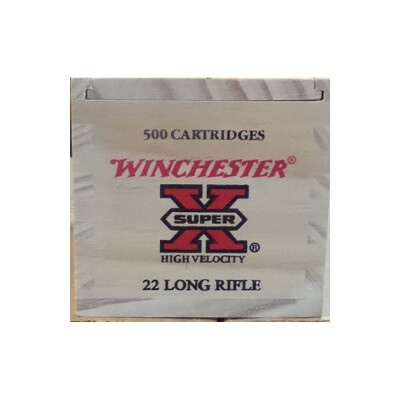 500 CARTRIDGES
WINCHESTER®
SUPER X®
HIGH VELOCITY
22 LONG RIFLE